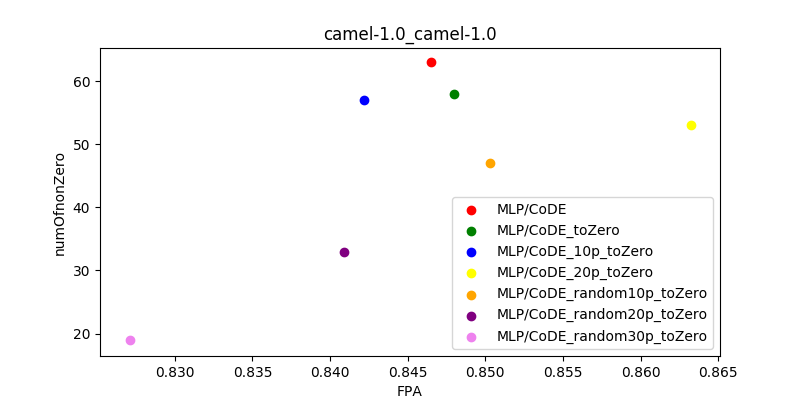 camel-1.0_camel-1.0
numOfnonZero
60
50
40
30
20
MLP/CoDE
MLP/CoDE_toZero
MLP/CoDE_10p_toZero
MLP/CoDE_20p_toZero
MLP/CoDE_random10p_toZero
MLP/CoDE_random20p_toZero
MLP/CoDE_random30p_toZero
0.830 0.835 0.840 0.845 0.850 0.855 0.860 0.865
FPA